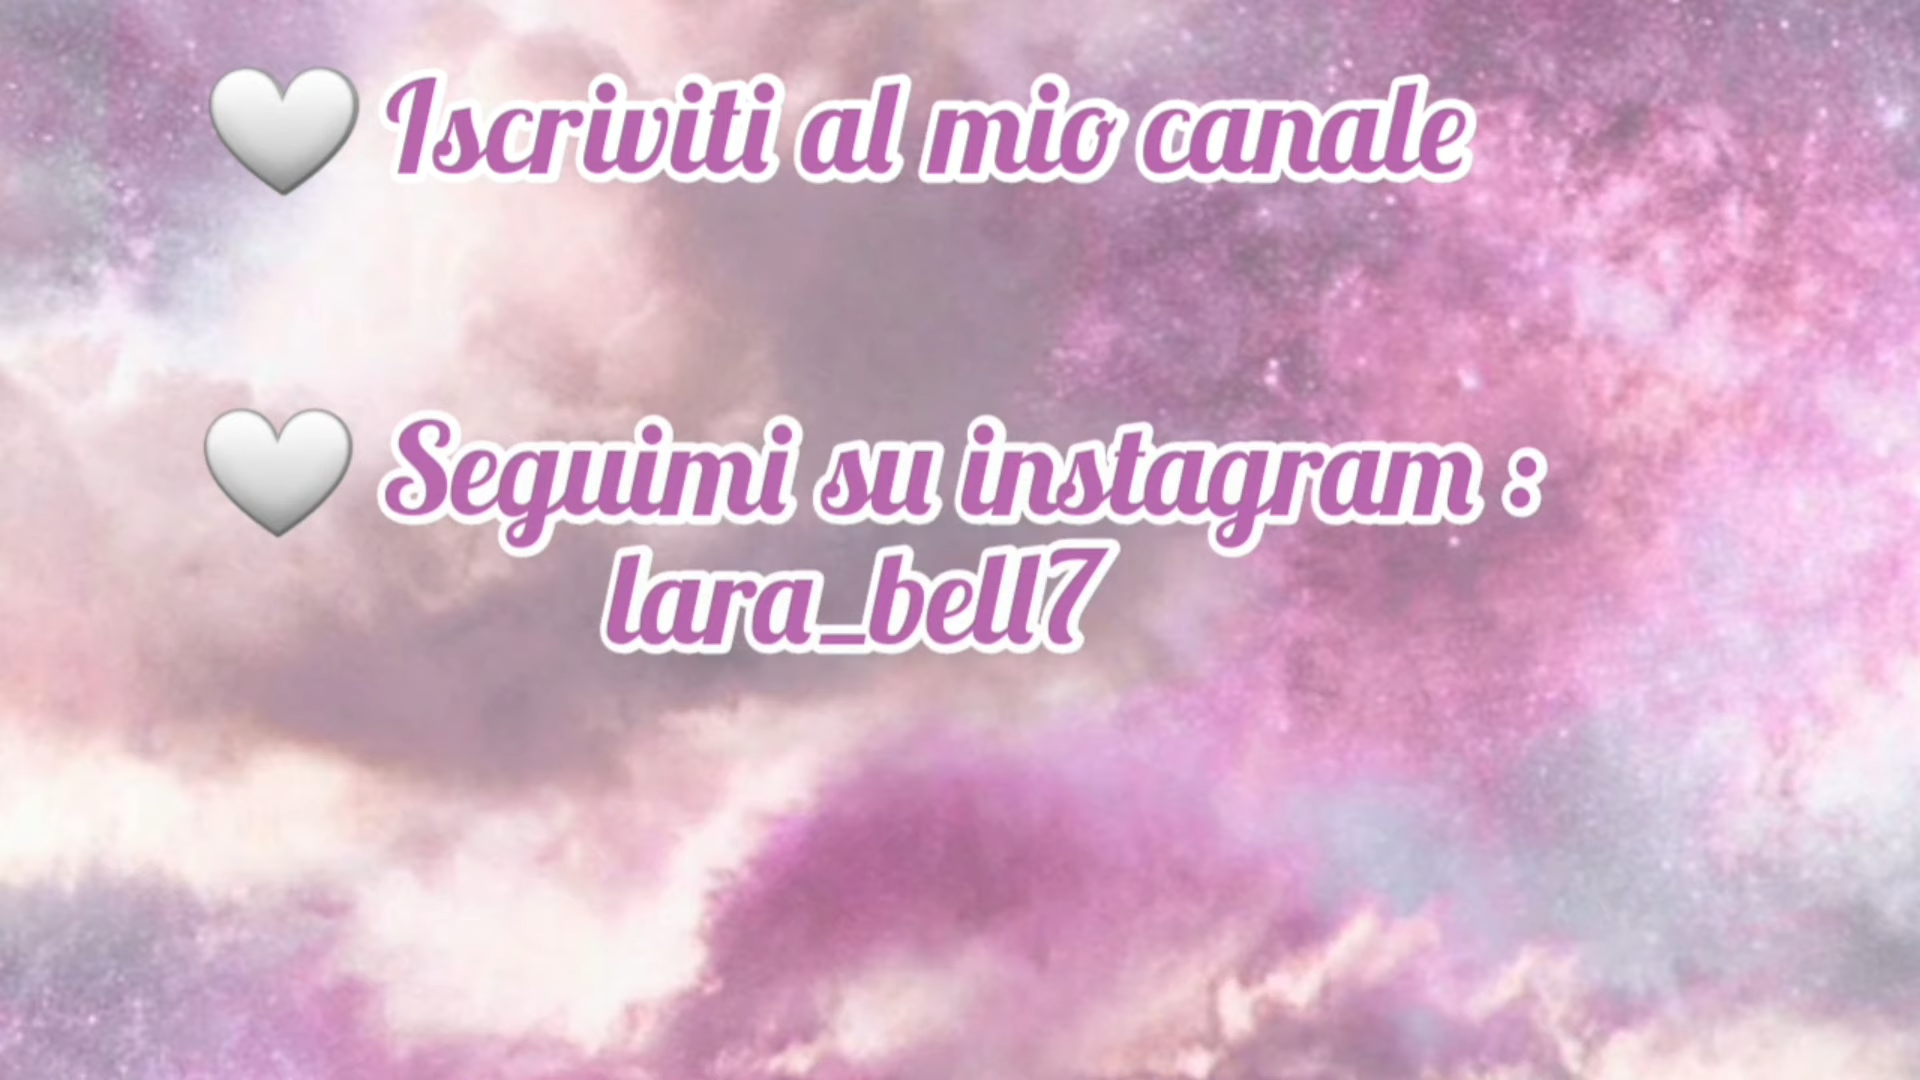 🤍 Iscriviti al mio canale
🤍 Seguimi su instagram :
lara_bell7